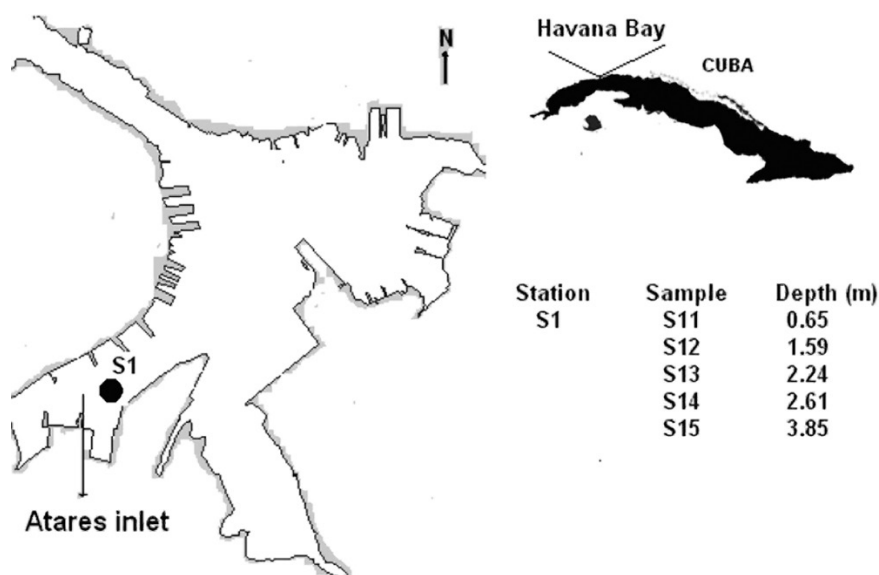 Havana Bay
N
CUBA
Station Sample Depth (m)
S1 S11 0.65
S12 1.59
S13 2.24
S14 2.61
S15 3.85
S1
Atares inlet